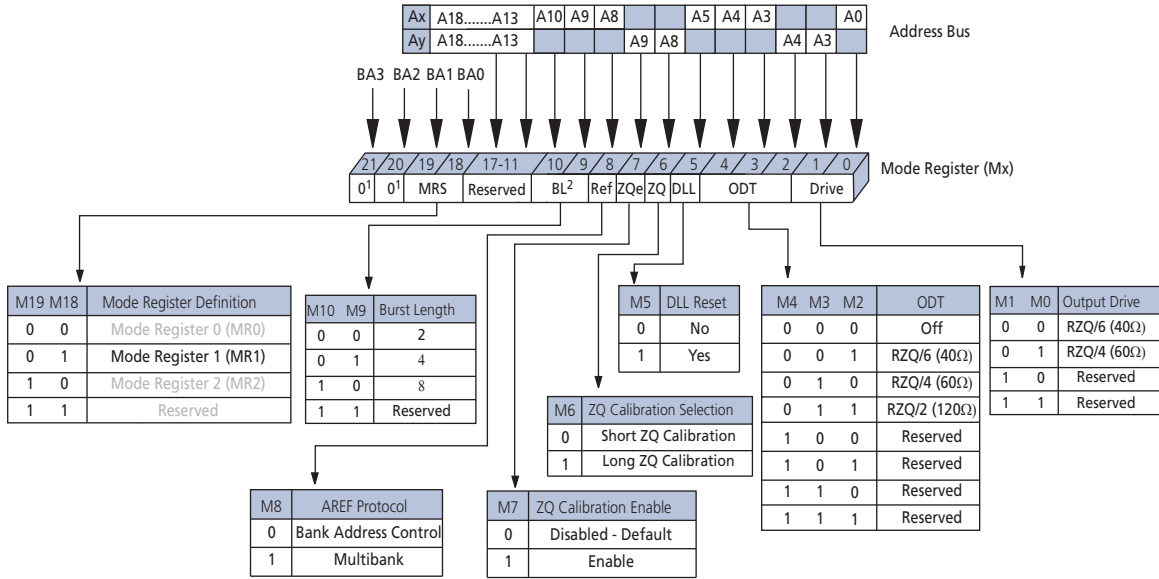 Ax A18.......A13 A10 A9 A8 A5 A4 A3 A0
Ay A18.......A13 A9 A8 A4 A3
Address Bus
BA3 BA2 BA1 BA0
21 20 19 18 17-11 10 9 8 7 6 5 4 3 2 1 0
Mode Register (Mx)
0¹ 0¹ MRS Reserved BL² Ref ZQe ZQ DLL ODT Drive
M19 M18 Mode Register Definition
0 0 Mode Register 0 (MR0)
0 1 Mode Register 1 (MR1)
1 0 Mode Register 2 (MR2)
1 1 Reserved
M10 M9 Burst Length
0 0 2
0 1 4
1 0 8
1 1 Reserved
M5 DLL Reset
0 No
1 Yes
M4 M3 M2 ODT
0 0 0 Off
0 0 1 RZQ/6 (40Ω)
0 1 0 RZQ/4 (60Ω)
0 1 1 RZQ/2 (120Ω)
1 0 0 Reserved
1 0 1 Reserved
1 1 0 Reserved
1 1 1 Reserved
M1 M0 Output Drive
0 0 RZQ/6 (40Ω)
0 1 RZQ/4 (60Ω)
1 0 Reserved
1 1 Reserved
M6 ZQ Calibration Selection
0 Short ZQ Calibration
1 Long ZQ Calibration
M8 AREF Protocol
0 Bank Address Control
1 Multibank
M7 ZQ Calibration Enable
0 Disabled - Default
1 Enable